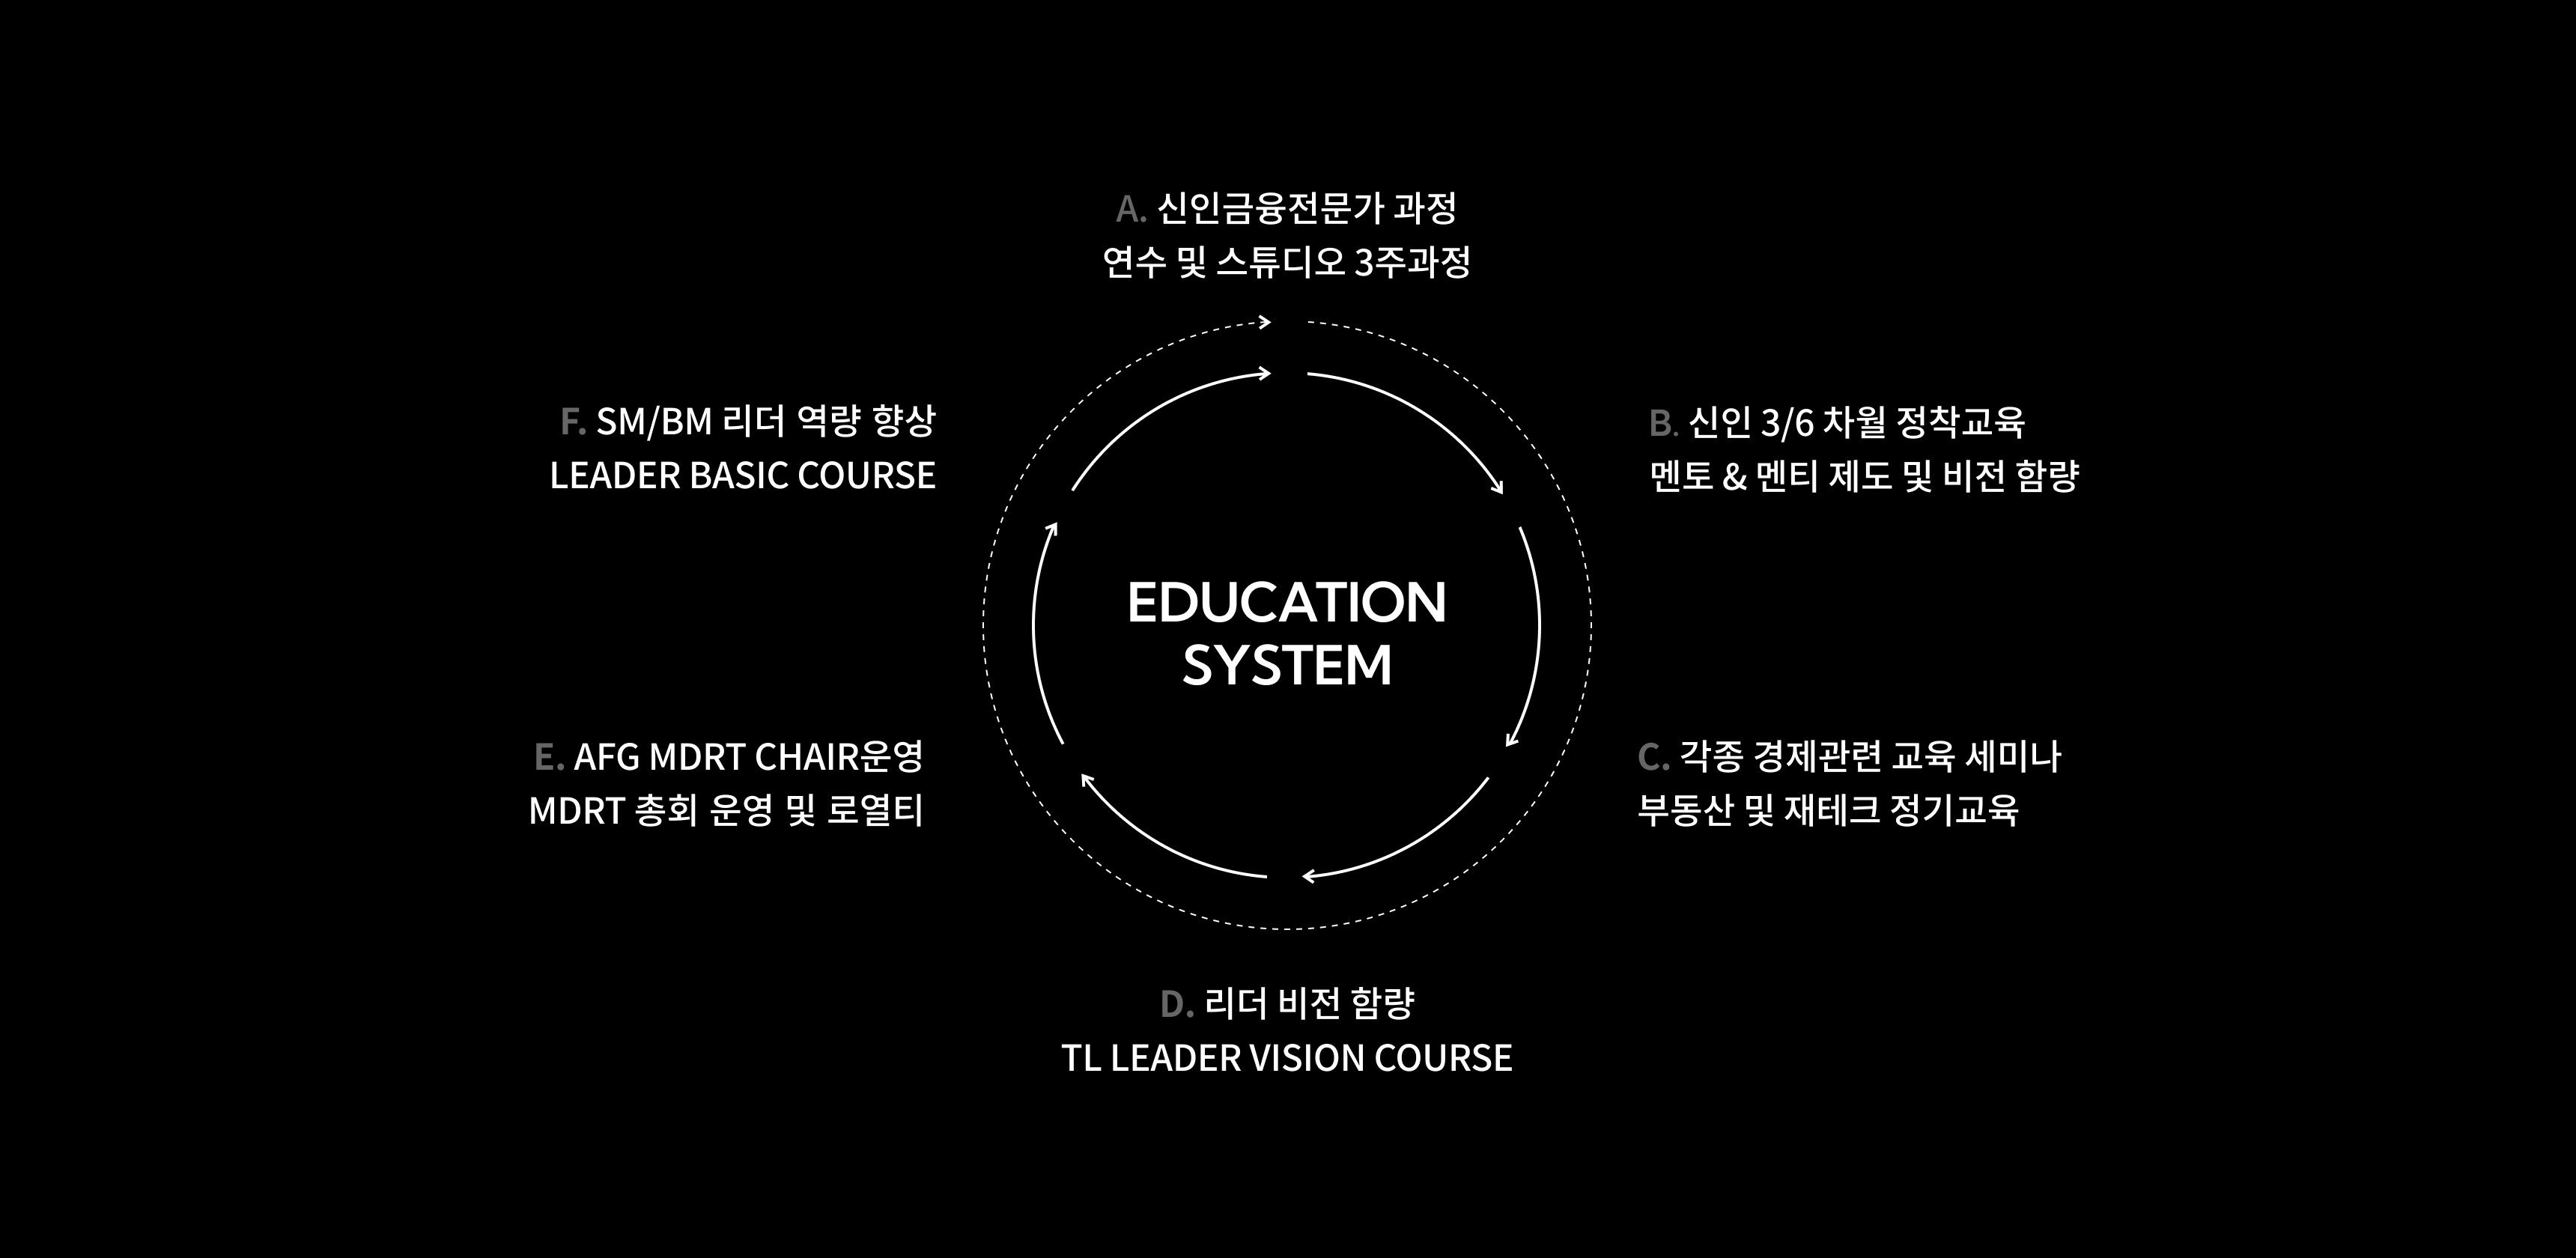 A. 신인금융전문가 과정
연수 및 스튜디오 3주과정
B. 신인 3/6 차월 정착교육
멘토 & 멘티 제도 및 비전 함량
C. 각종 경제관련 교육 세미나
부동산 및 재테크 정기교육
D. 리더 비전 함량
TL LEADER VISION COURSE
E. AFG MDRT CHAIR운영
MDRT 총회 운영 및 로열티
F. SM/BM 리더 역량 향상
LEADER BASIC COURSE
EDUCATION
SYSTEM